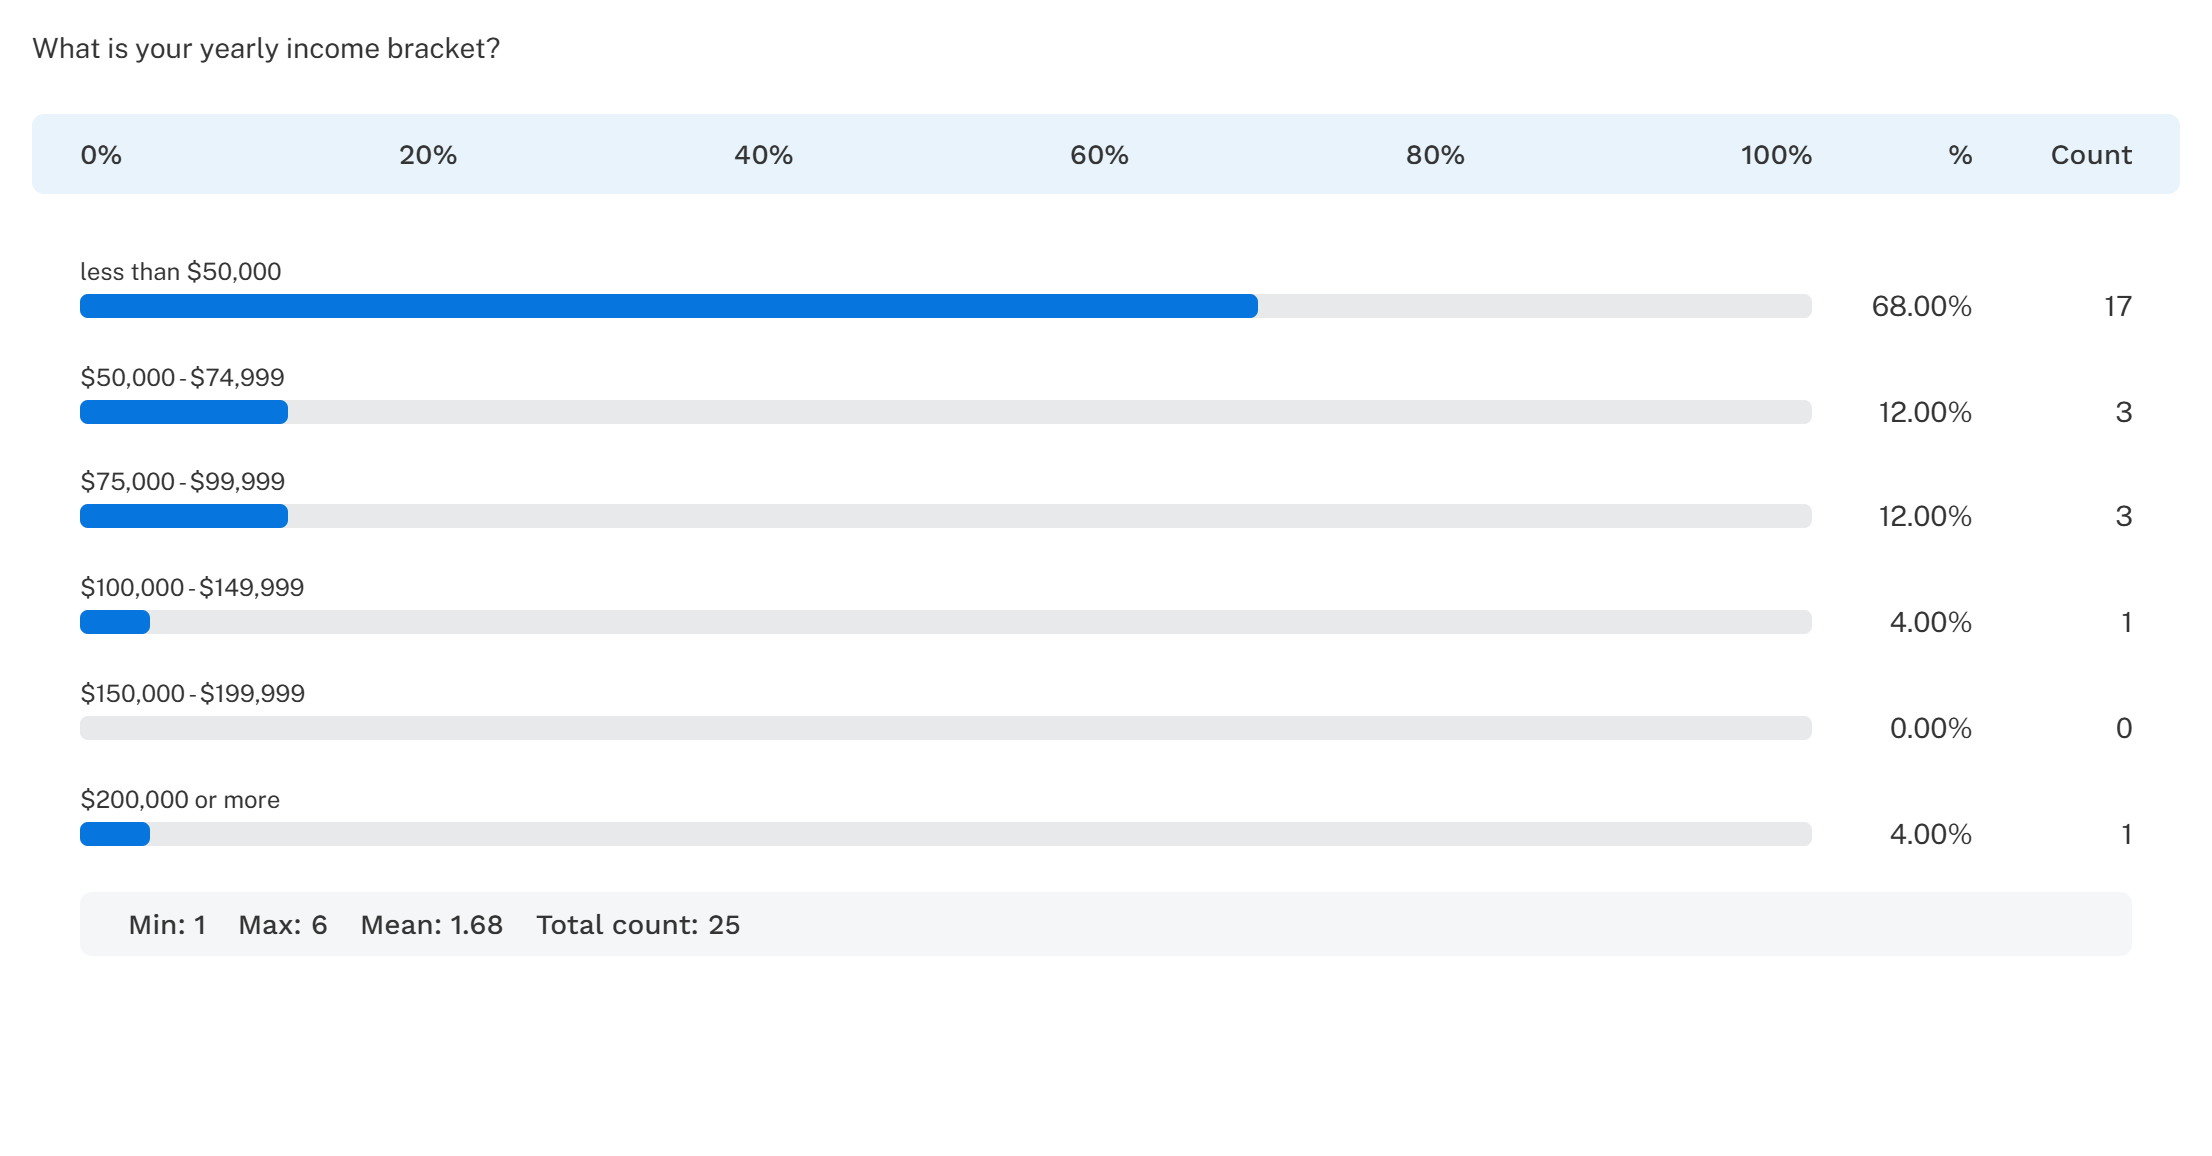 What is your yearly income bracket?
0% 20% 40% 60% 80% 100% % Count
less than $50,000
68.00% 17
$50,000 - $74,999
12.00% 3
$75,000 - $99,999
12.00% 3
$100,000 - $149,999
4.00% 1
$150,000 - $199,999
0.00% 0
$200,000 or more
4.00% 1
Min: 1 Max: 6 Mean: 1.68 Total count: 25